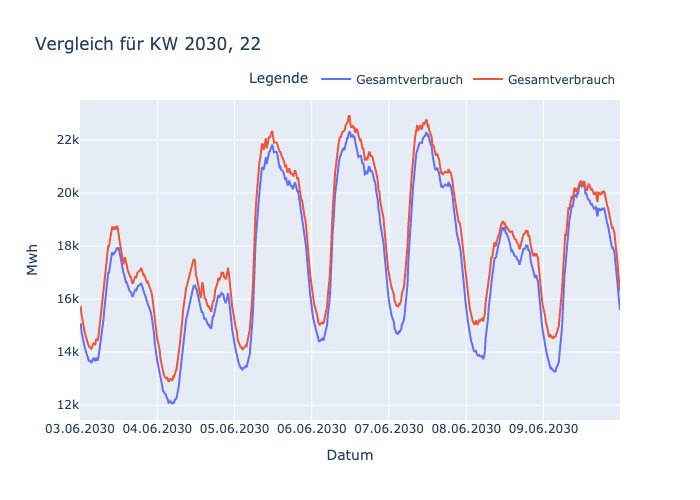 Vergleich für KW 2030, 22
Legende Gesamtverbrauch Gesamtverbrauch
22k
20k
18k
16k
14k
12k
Mwh
03.06.2030 04.06.2030 05.06.2030 06.06.2030 07.06.2030 08.06.2030 09.06.2030
Datum